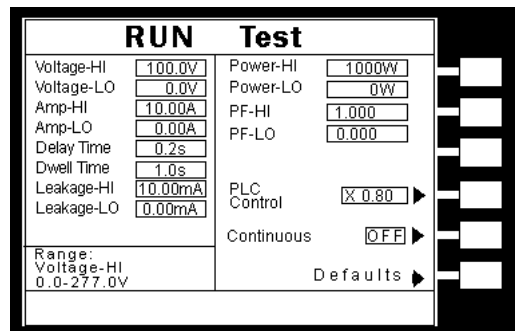 RUN Test
Voltage-HI 100.0V
Voltage-LO 0.0V
Amp-HI 10.00A
Amp-LO 0.00A
Delay Time 0.2s
Dwell Time 1.0s
Leakage-HI 10.00mA
Leakage-LO 0.00mA
Range:
Voltage-HI
0.0-277.0V
Power-HI 1000W
Power-LO 0W
PF-HI 1.000
PF-LO 0.000
PLC
Control X 0.80
Continuous OFF
Defaults